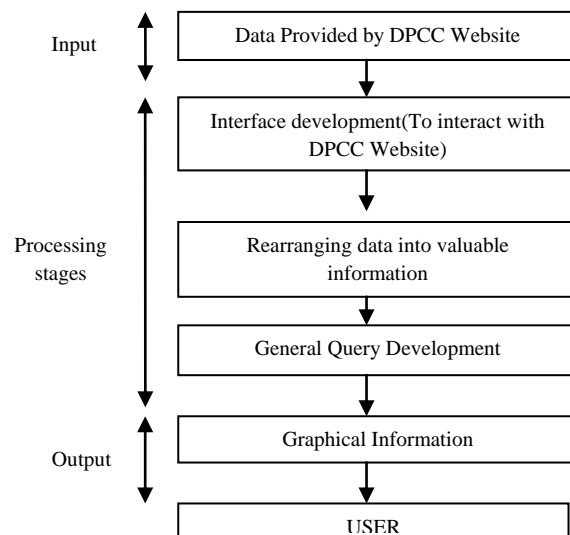 Input
Data Provided by DPCC Website
Interface development(To interact with
DPCC Website)
Processing
stages
Rearranging data into valuable
information
General Query Development
Output
Graphical Information
USER